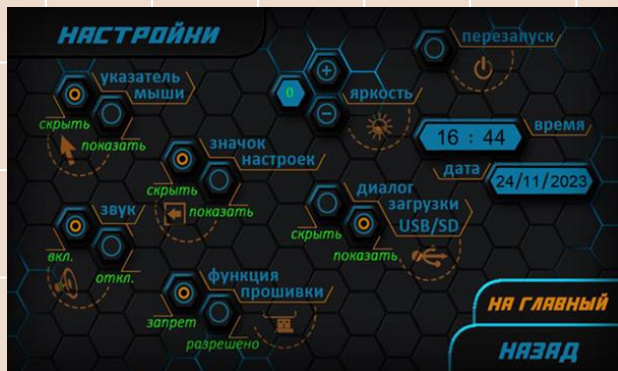 НАСТРОЙКИ
перезапуск
указатель
мыши
скрыть
показать
0
яркость
16 : 44
время
значок
настроек
скрыть
показать
дата
24/11/2023
диалог
загрузки
USB/SD
скрыть
показать
звук
вкл.
откл.
функция
прошивки
запрет
разрешено
НА ГЛАВНЫЙ
НАЗАД